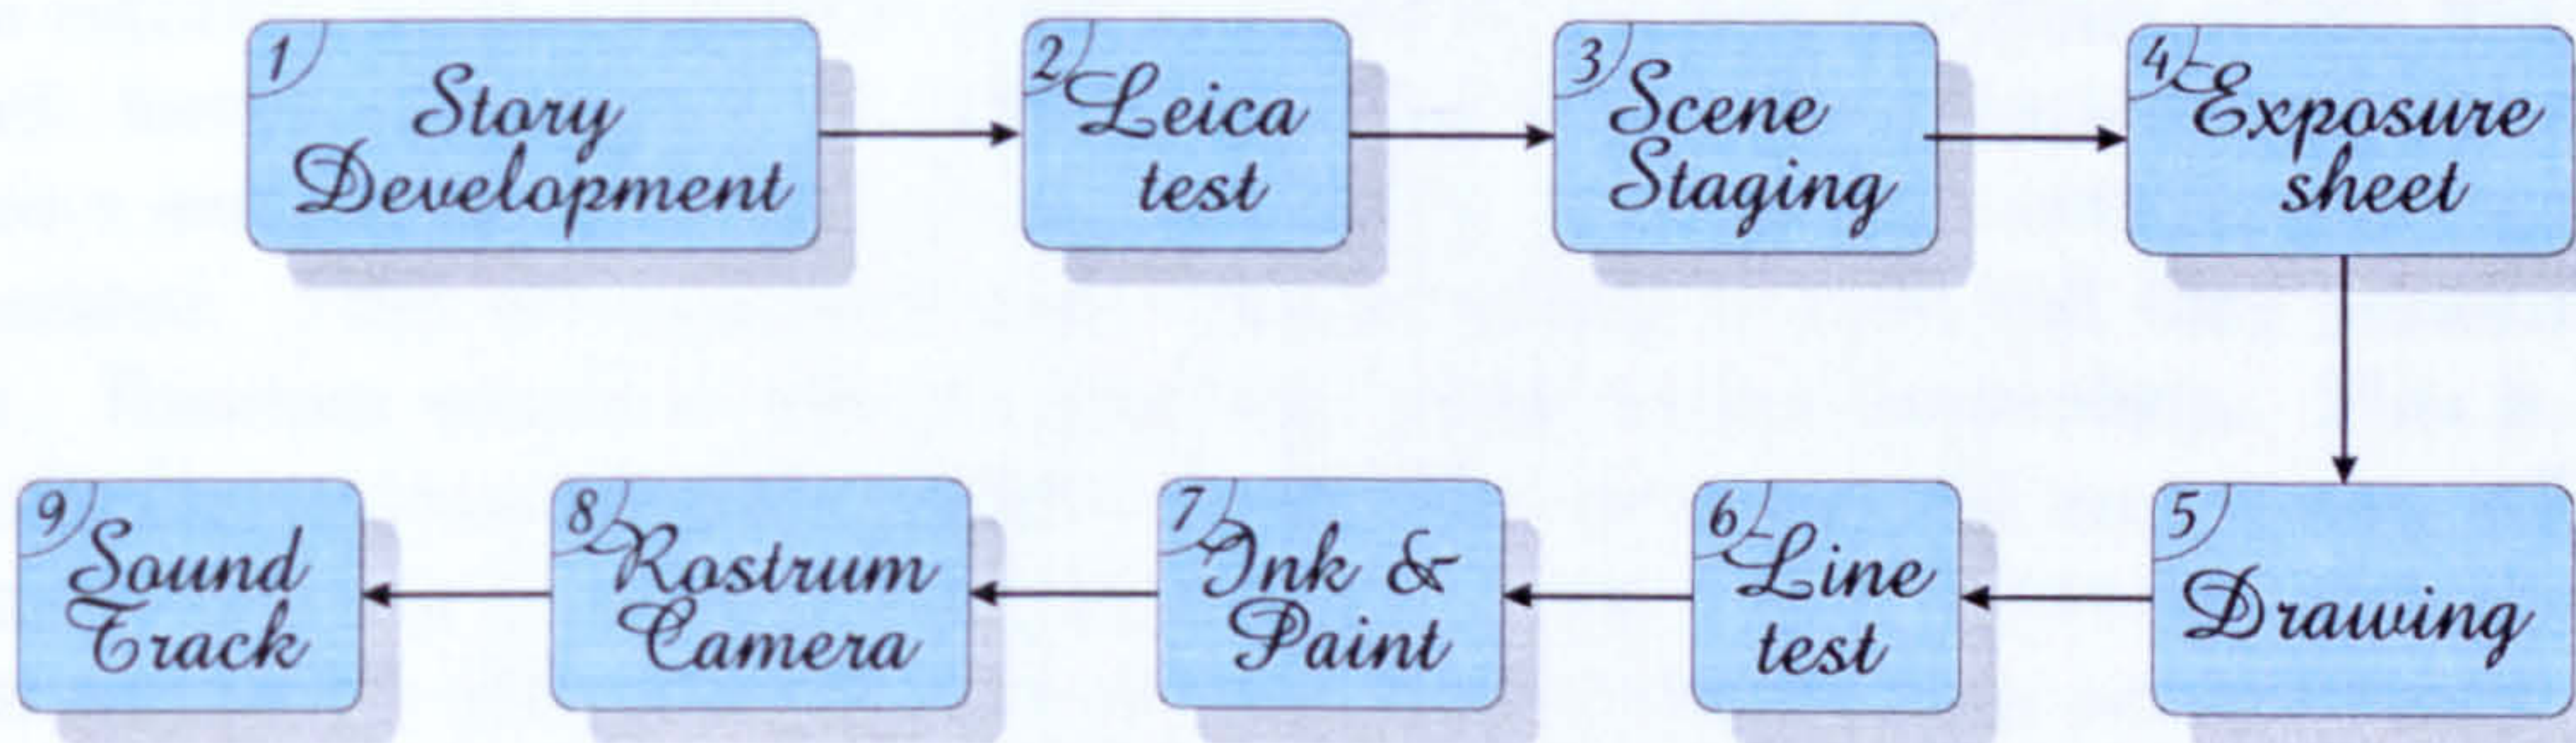 1
Story
Development
2
Leica
test
3
Scene
Staging
4
Exposure
sheet
5
Drawing
6
Line
test
7
Ink &
Paint
8
Rostrum
Camera
9
Sound
Track